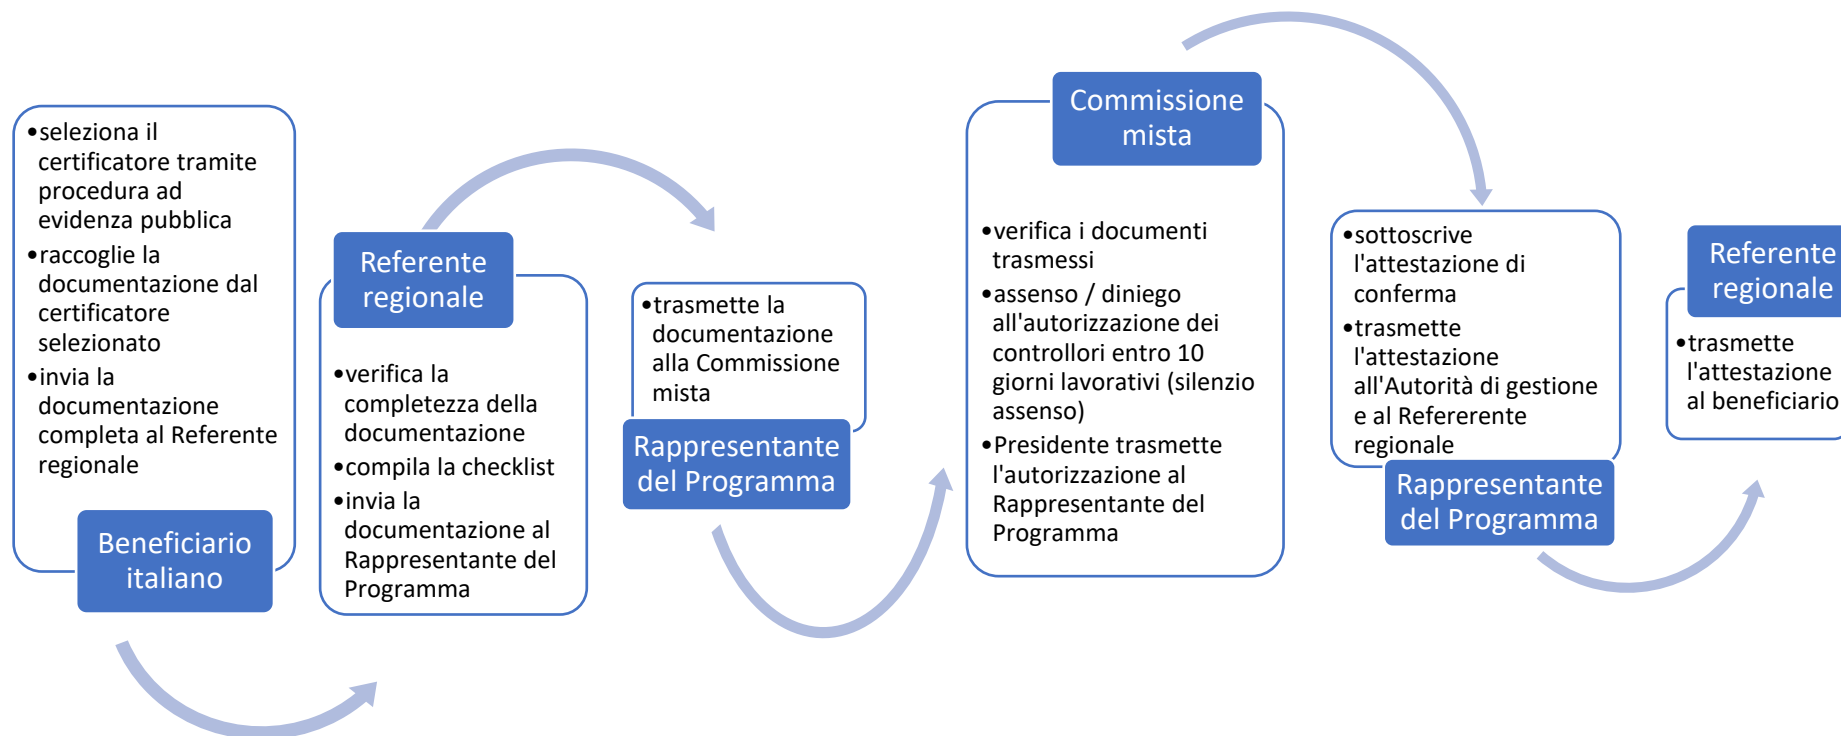 •seleziona il
certificatore tramite
procedura ad
evidenza pubblica
•raccoglie la
documentazione dal
certificatore
selezionato
•invia la
documentazione
completa al Referente
regionale
Beneficiario
italiano
Referente
regionale
•verifica la
completezza della
documentazione
•compila la checklist
•invia la
documentazione al
Rappresentante del
Programma
•trasmette la
documentazione
alla Commissione
mista
Rappresentante
del Programma
Commissione
mista
•verifica i documenti
trasmessi
•assenso / diniego
all'autorizzazione dei
controllori entro 10
giorni lavorativi (silenzio
assenso)
•Presidente trasmette
l'autorizzazione al
Rappresentante del
Programma
•sottoscrive
l'attestazione di
conferma
•trasmette
l'attestazione
all'Autorità di gestione
e al Refererente
regionale
Rappresentante
del Programma
Referente
regionale
•trasmette
l'attestazione
al beneficiario